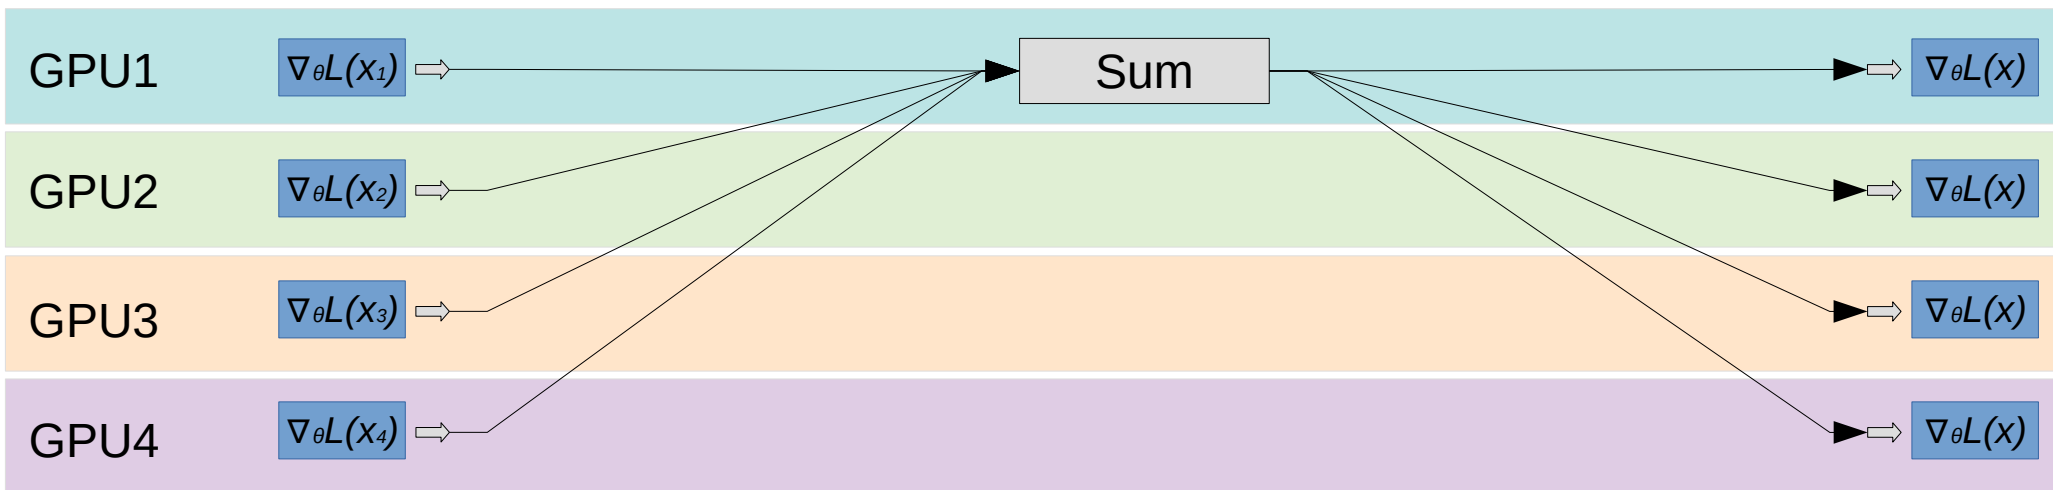 GPU1 ∇θL(x1) Sum ∇θL(x)
GPU2 ∇θL(x2) ∇θL(x)
GPU3 ∇θL(x3) ∇θL(x)
GPU4 ∇θL(x4) ∇θL(x)